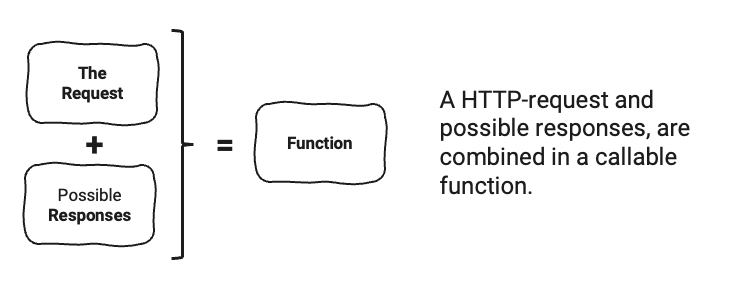 The
Request
+
Possible
Responses
=
Function
A HTTP-request and
possible responses, are
combined in a callable
function.